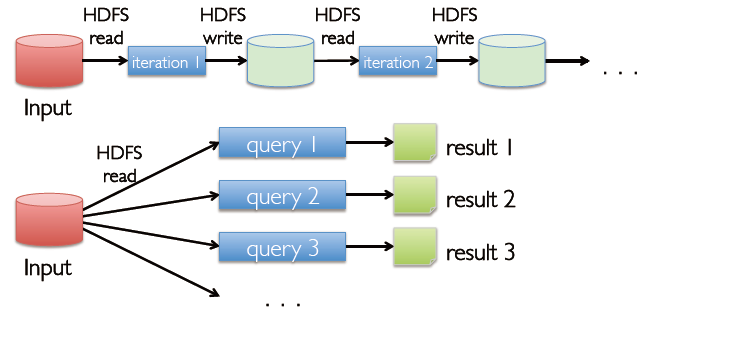 HDFS read
HDFS write
HDFS read
HDFS write
iteration 1
iteration 2
. . .
Input
HDFS read
query 1
result 1
query 2
result 2
query 3
result 3
Input
. . .